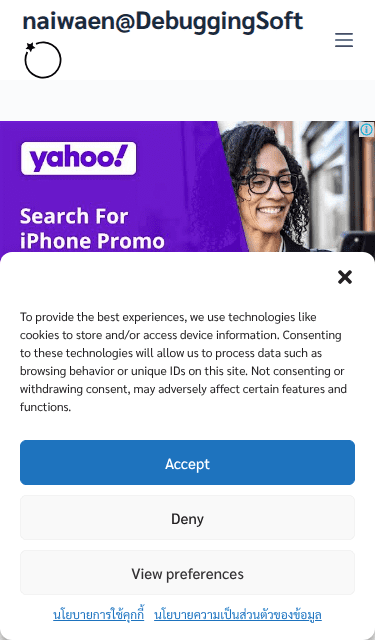 naiwaen@DebuggingSoft
yahoo!
Search For
iPhone Promo
To provide the best experiences, we use technologies like
cookies to store and/or access device information. Consenting
to these technologies will allow us to process data such as
browsing behavior or unique IDs on this site. Not consenting or
withdrawing consent, may adversely affect certain features and
functions.
Accept
Deny
View preferences
นโยบายการใช้คุกกี้ นโยบายความเป็นส่วนตัวของข้อมูล